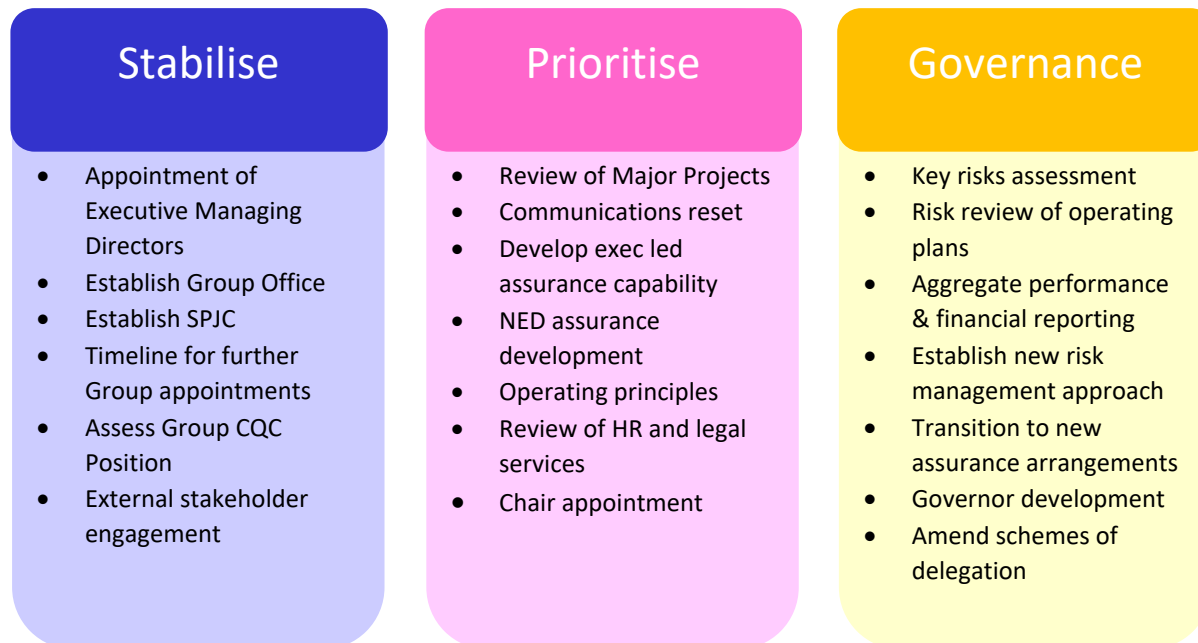 Stabilise
• Appointment of
Executive Managing
Directors
• Establish Group Office
• Establish SPJC
• Timeline for further
Group appointments
• Assess Group CQC
Position
• External stakeholder
engagement
Prioritise
• Review of Major Projects
• Communications reset
• Develop exec led
assurance capability
• NED assurance
development
• Operating principles
• Review of HR and legal
services
• Chair appointment
Governance
• Key risks assessment
• Risk review of operating
plans
• Aggregate performance
& financial reporting
• Establish new risk
management approach
• Transition to new
assurance arrangements
• Governor development
• Amend schemes of
delegation